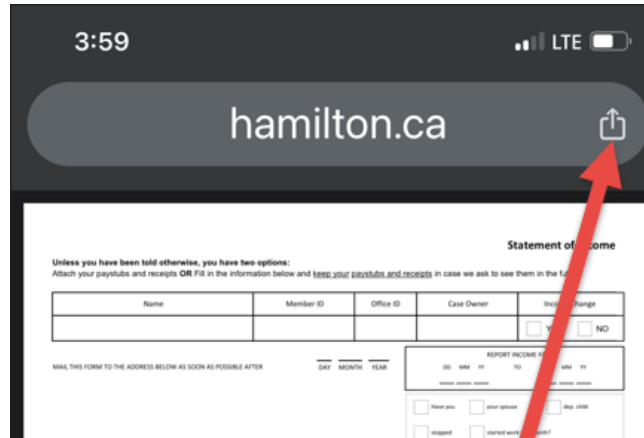 3:59 LTE
hamilton.ca
Statement of Income
Unless you have been told otherwise, you have two options:
Attach your paystubs and receipts OR Fill in the information below and keep your paystubs and receipts in case we ask to see them in the
Name Member ID Office ID Case Owner Change
NO
MAIL THIS FORM TO THE ADDRESS BELOW AS SOON AS POSSIBLE AFTER DAY MONTH YEAR
REPORT INCOME
DD MM YY TO MM YY
Have you your spouse dep. child
stopped started work